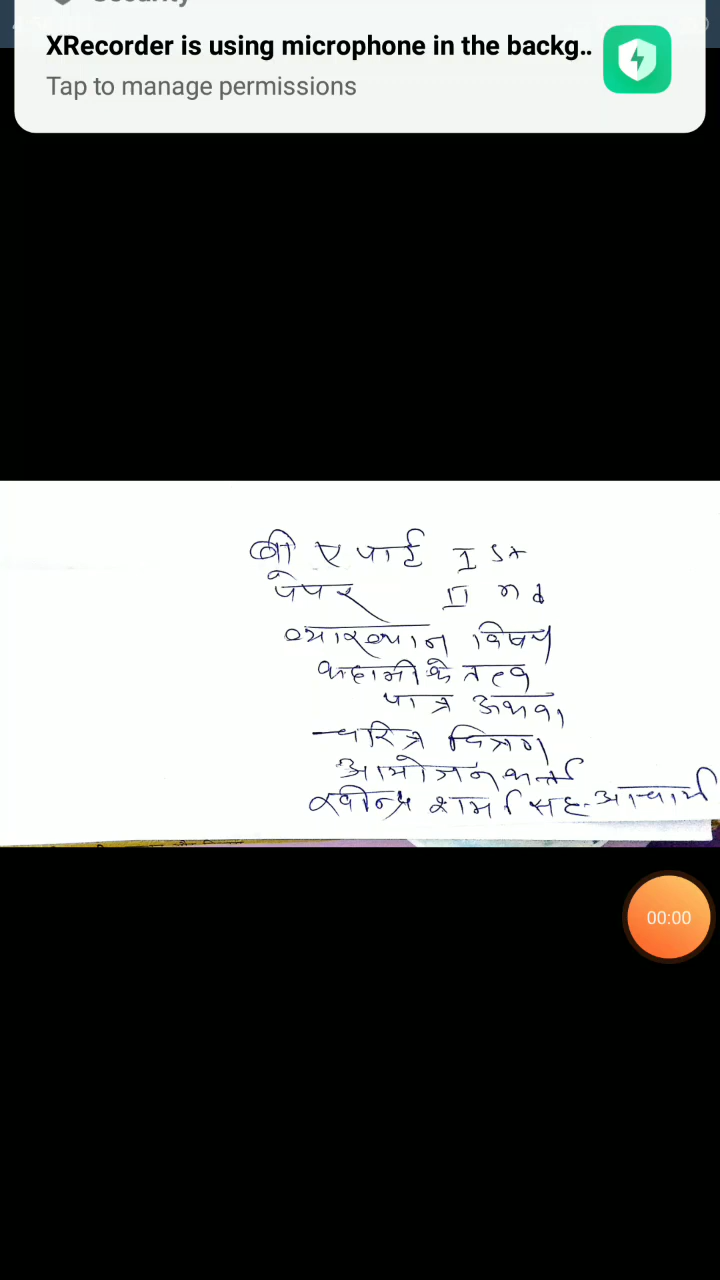 XRecorder is using microphone in the backg..
Tap to manage permissions
बी ए पार्ट I st
पेपर II nd
व्याख्यान विषय
कहानी के तत्व
पात्र अथवा
चरित्र चित्रण
आयोजनकर्ता
रवीन्द्र शर्मा सह-आचार्य
00:00